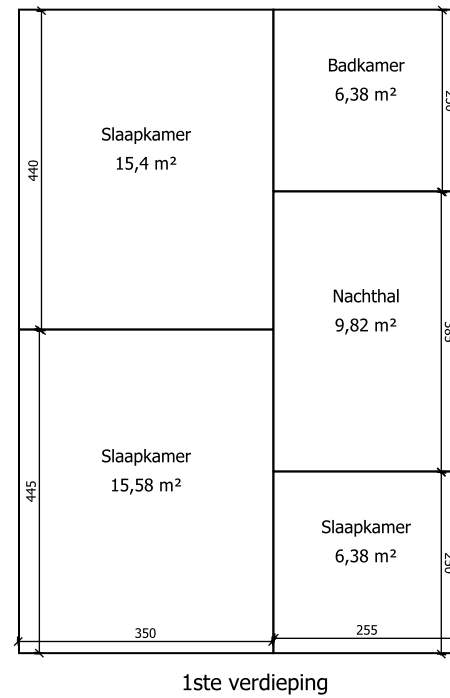 Badkamer
6,38 m²
Slaapkamer
15,4 m²
440
Nachthal
9,82 m²
Slaapkamer
15,58 m²
445
Slaapkamer
6,38 m²
350
255
1ste verdieping